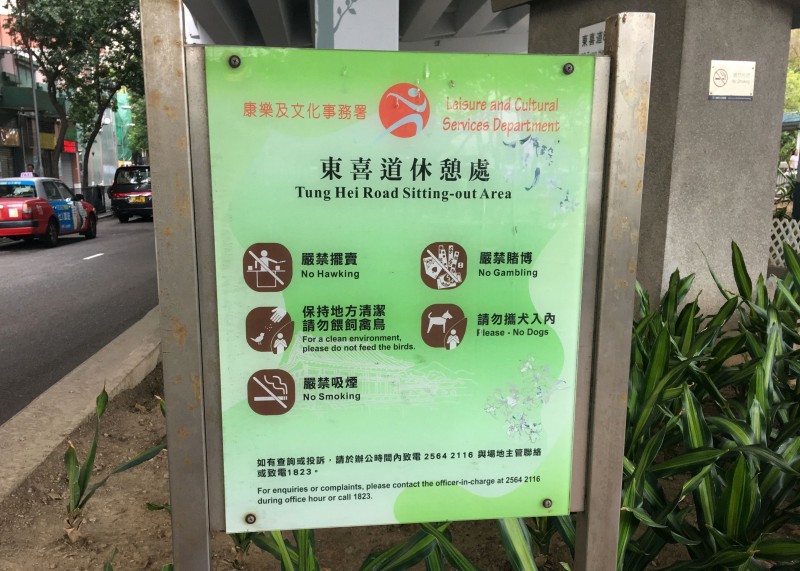 康樂及文化事務署
Leisure and Cultural
Services Department
東喜道休憩處
Tung Hei Road Sitting-out Area
嚴禁擺賣
No Hawking
嚴禁賭博
No Gambling
保持地方清潔
請勿餵飼禽鳥
For a clean environment,
please do not feed the birds.
請勿攜犬入內
Please - No Dogs
嚴禁吸煙
No Smoking
如有查詢或投訴，請於辦公時間內致電 2564 2116 與場地主管聯絡
或致電1823。
For enquiries or complaints, please contact the officer-in-charge at 2564 2116
during office hour or call 1823.
東喜道